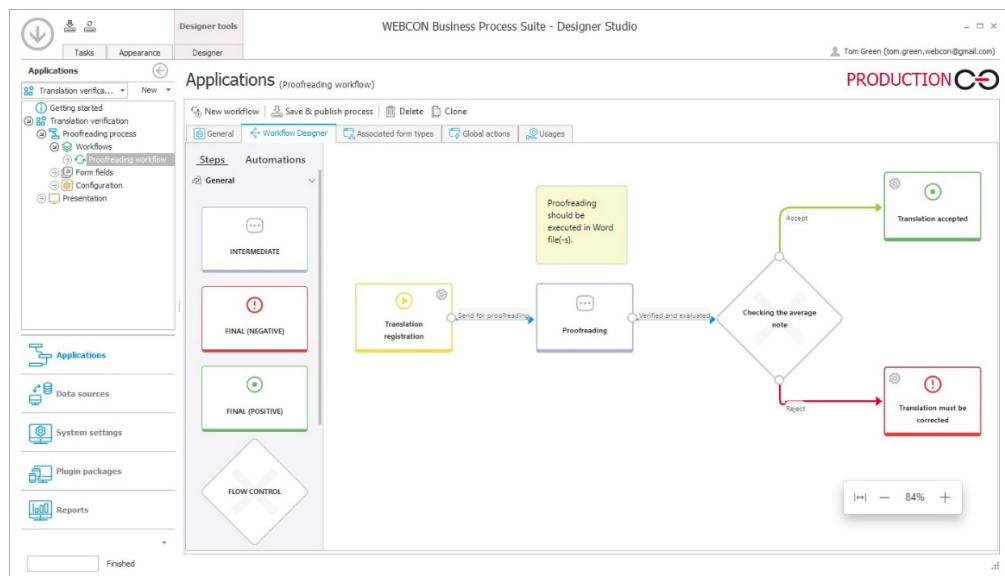 Designer tools
WEBCON Business Process Suite - Designer Studio
Tasks Appearance Designer
Tom Green (tom.green.webcon@gmail.com)
Applications
Translation verifica... New
Getting started
Translation verification
Proofreading process
Workflows
Proofreading workflow
Form fields
Configuration
Presentation
Applications
Data sources
System settings
Plugin packages
Reports
Finished
Applications (Proofreading workflow)
PRODUCTION
New workflow Save & publish process Delete Clone
General Workflow Designer Associated form types Global actions Usages
Steps Automations
General
INTERMEDIATE
FINAL (NEGATIVE)
FINAL (POSITIVE)
FLOW CONTROL
Proofreading
should be
executed in Word
file(-s).
Translation
registration
Send for proofreading
Proofreading
Verified and evaluated
Checking the average
note
Accept
Translation accepted
Reject
Translation must be
corrected
84%